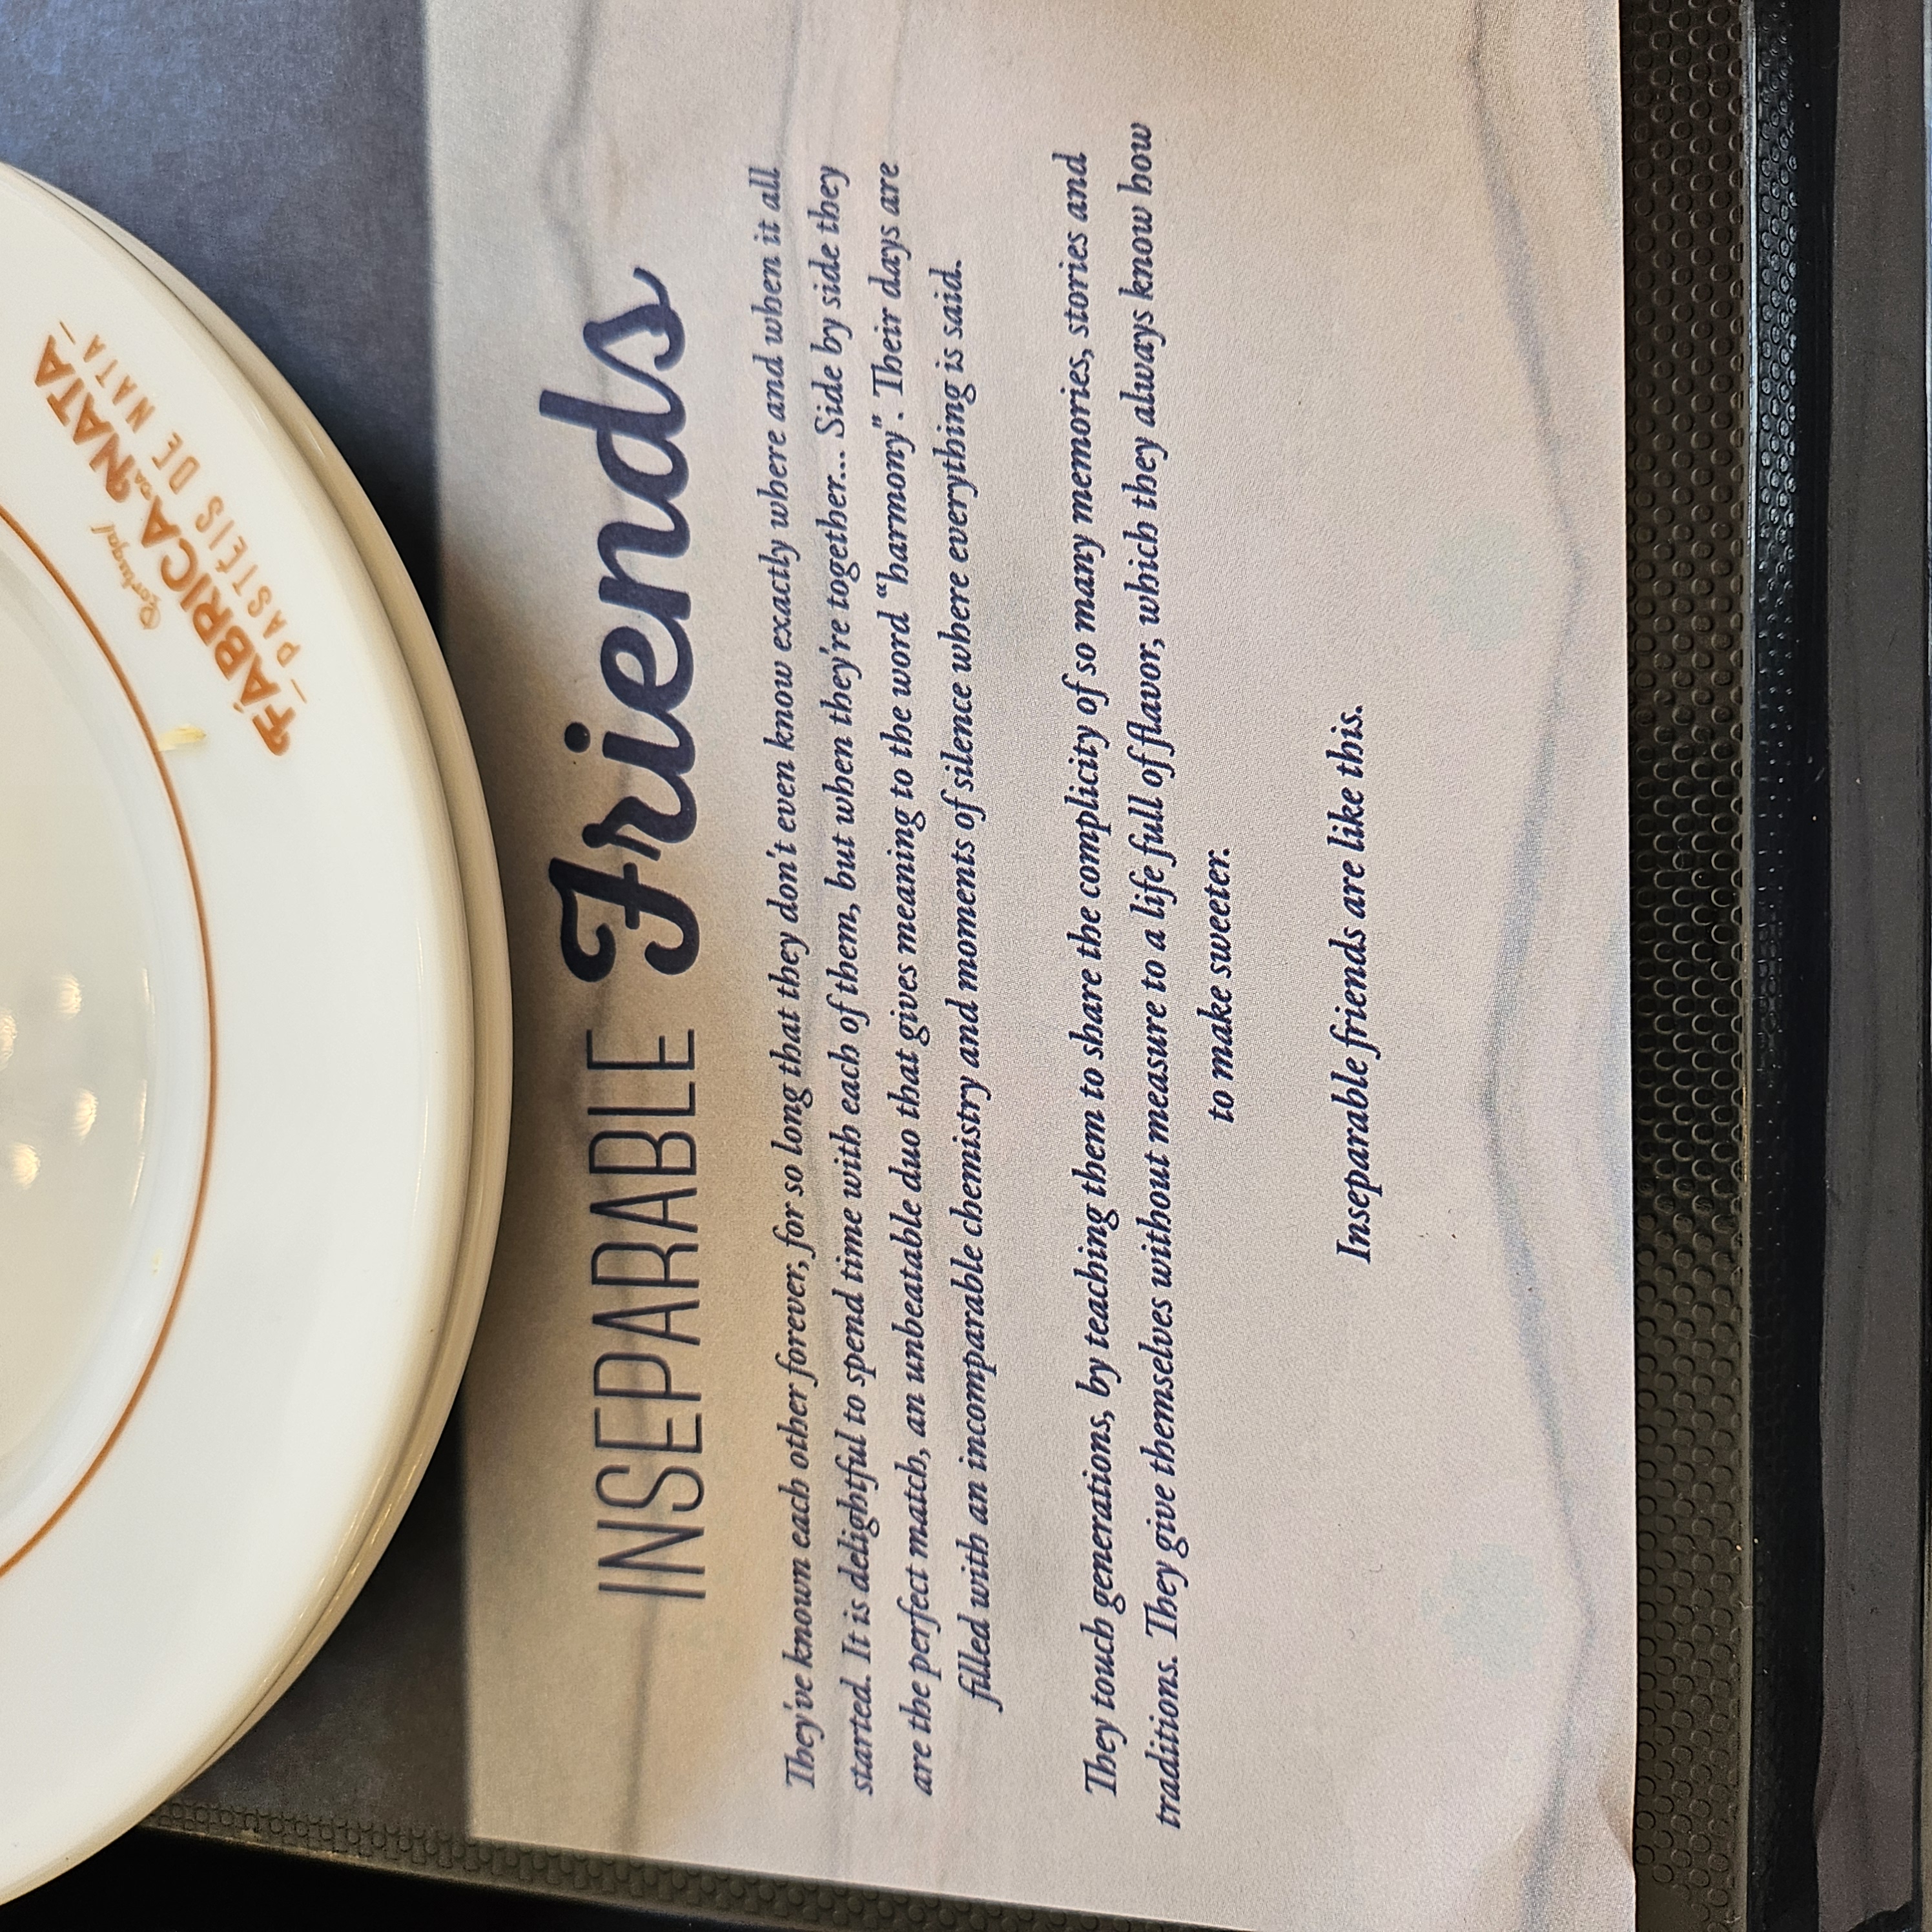 Portugal
FÁBRICA DA NATA
PASTÉIS DE NATA
INSEPARABLE Friends
They've known each other forever, for so long that they don't even know exactly where and when it all
started. It is delightful to spend time with each of them, but when they're together... Side by side they
are the perfect match, an unbeatable duo that gives meaning to the word "harmony". Their days are
filled with an incomparable chemistry and moments of silence where everything is said.
They touch generations, by teaching them to share the complicity of so many memories, stories and
traditions. They give themselves without measure to a life full of flavor, which they always know how
to make sweeter.
Inseparable friends are like this.